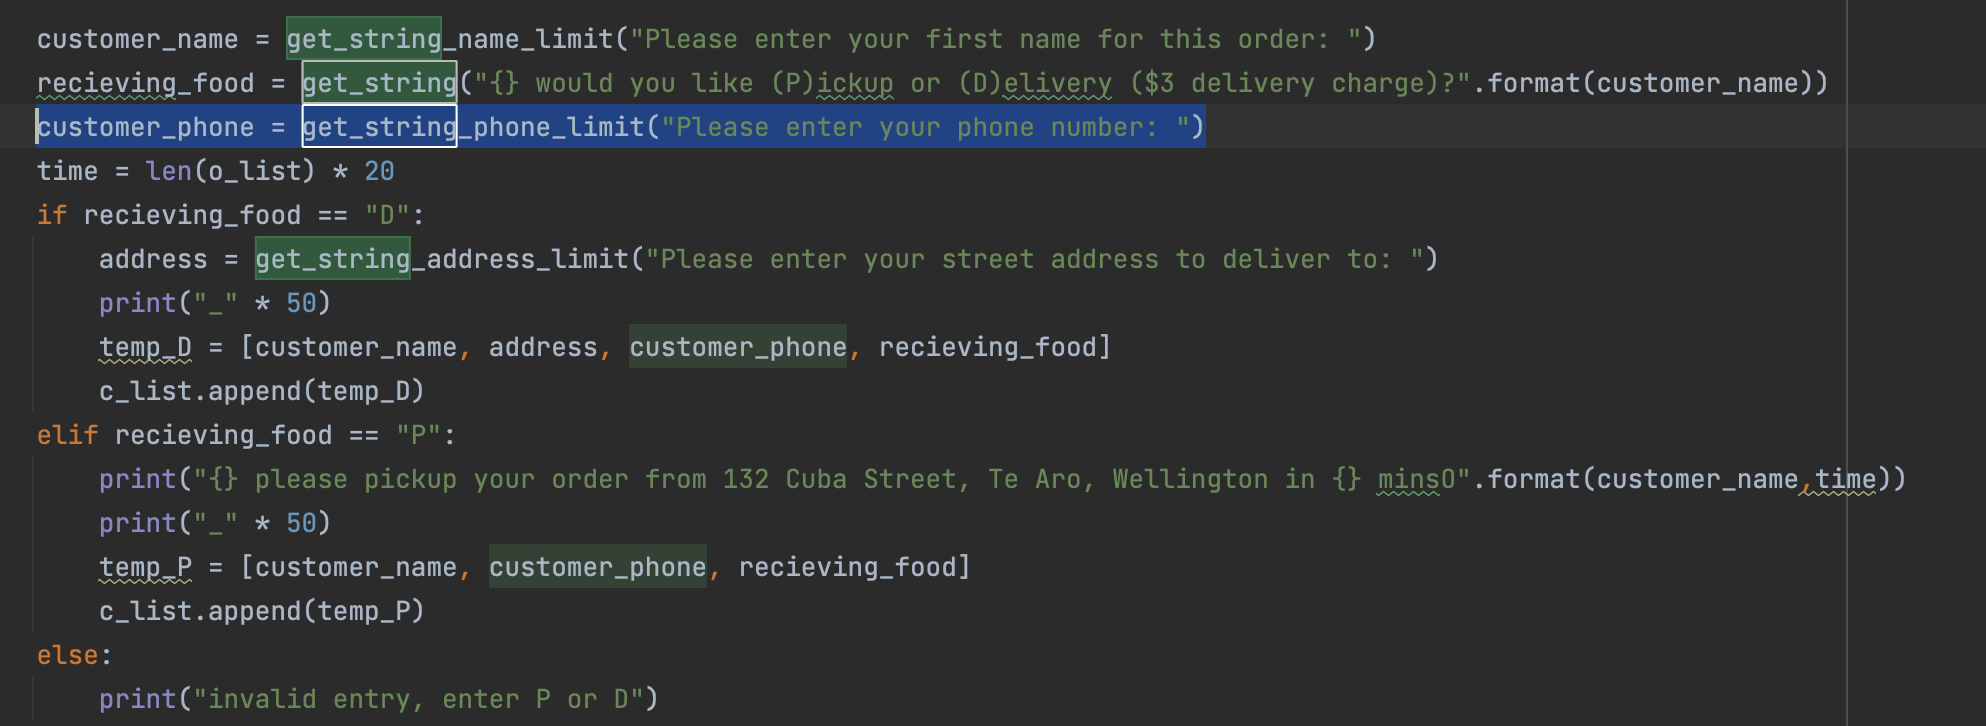 customer_name = get_string_name_limit("Please enter your first name for this order: ")
recieving_food = get_string("{} would you like (P)ickup or (D)elivery ($3 delivery charge)?".format(customer_name))
customer_phone = get_string_phone_limit("Please enter your phone number: ")
time = len(o_list) * 20
if recieving_food == "D":
    address = get_string_address_limit("Please enter your street address to deliver to: ")
    print("_" * 50)
    temp_D = [customer_name, address, customer_phone, recieving_food]
    c_list.append(temp_D)
elif recieving_food == "P":
    print("{} please pickup your order from 132 Cuba Street, Te Aro, Wellington in {} minsO".format(customer_name,time))
    print("_" * 50)
    temp_P = [customer_name, customer_phone, recieving_food]
    c_list.append(temp_P)
else:
    print("invalid entry, enter P or D")